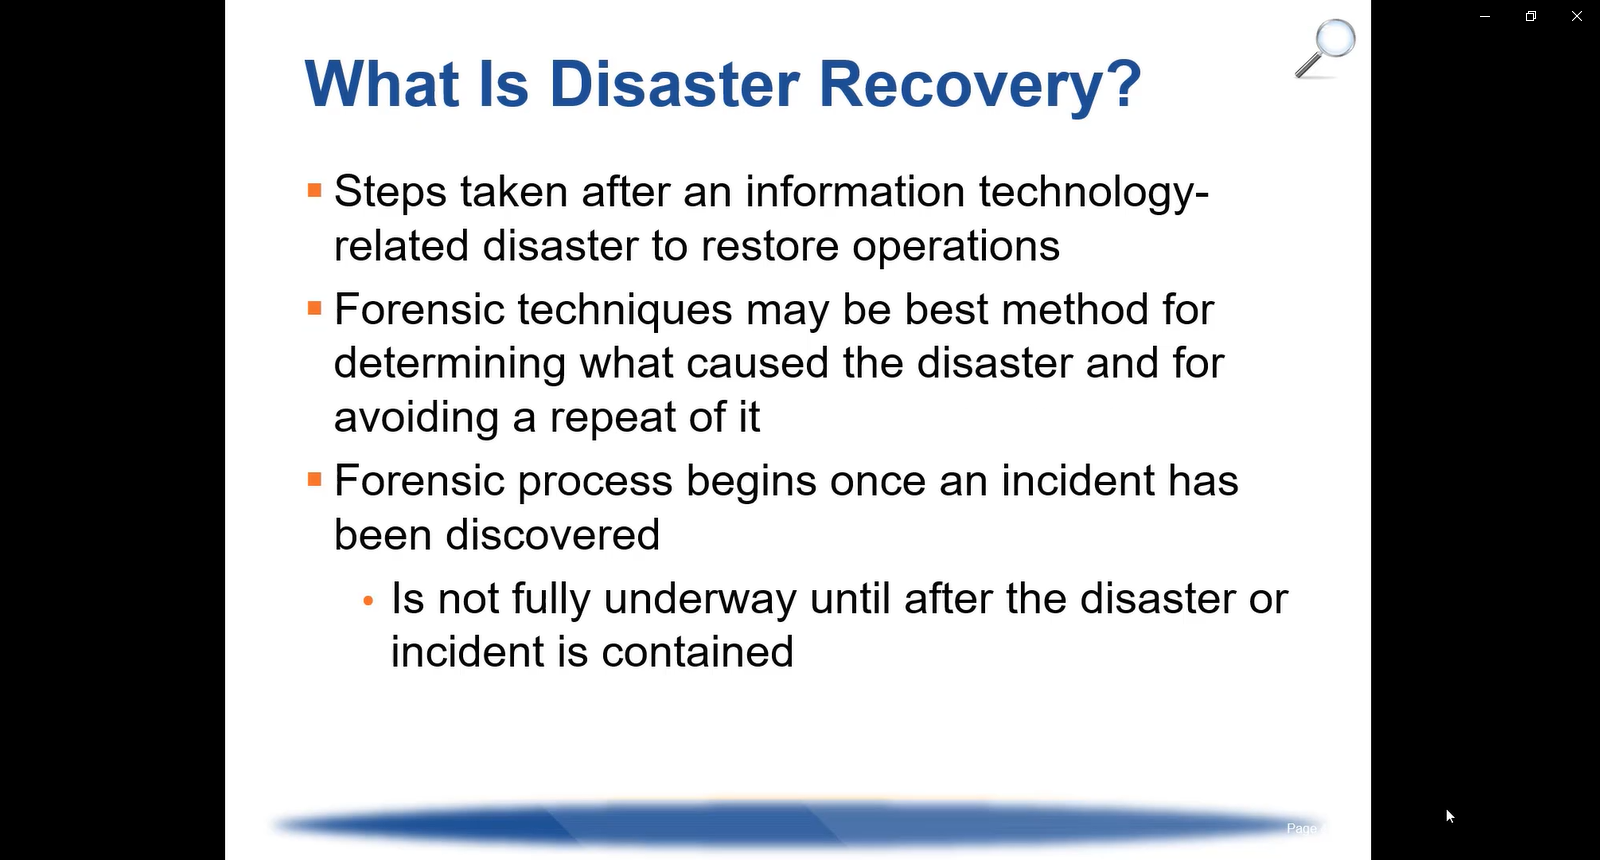 What Is Disaster Recovery?
Steps taken after an information technology-
related disaster to restore operations
Forensic techniques may be best method for
determining what caused the disaster and for
avoiding a repeat of it
Forensic process begins once an incident has
been discovered
Is not fully underway until after the disaster or
incident is contained
Page